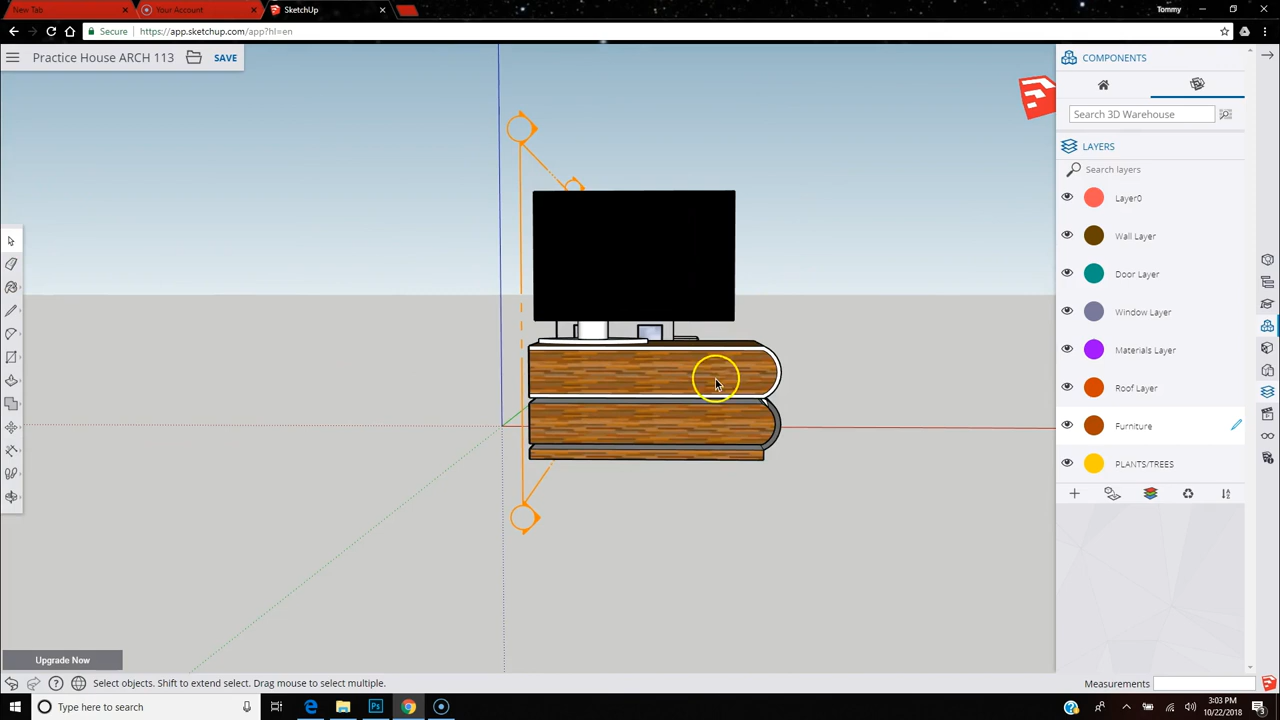 New Tab
Your Account
SketchUp
Tommy
Secure
https://app.sketchup.com/app?hl=en
Practice House ARCH 113
SAVE
COMPONENTS
Search 3D Warehouse
LAYERS
Search layers
Layer0
Wall Layer
Door Layer
Window Layer
Materials Layer
Roof Layer
Furniture
PLANTS/TREES
Upgrade Now
Select objects. Shift to extend select. Drag mouse to select multiple.
Measurements
Type here to search
3:03 PM
10/22/2018